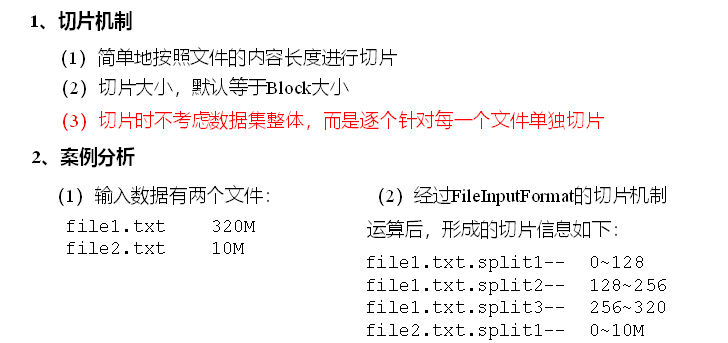 1、切片机制
（1）简单地按照文件的内容长度进行切片
（2）切片大小，默认等于Block大小
（3）切片时不考虑数据集整体，而是逐个针对每一个文件单独切片
2、案例分析
（1）输入数据有两个文件：
file1.txt 320M
file2.txt 10M
（2）经过FileInputFormat的切片机制
运算后，形成的切片信息如下：
file1.txt.split1-- 0~128
file1.txt.split2-- 128~256
file1.txt.split3-- 256~320
file2.txt.split1-- 0~10M